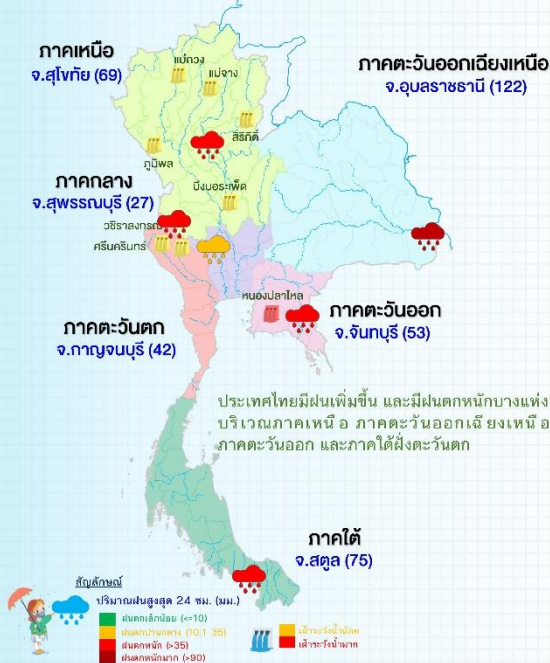 ภาคเหนือ
จ.สุโขทัย (69)
แม่กวง
แม่จาง
สิริกิติ์
ภูมิพล
บึงบอระเพ็ด
ภาคตะวันออกเฉียงเหนือ
จ.อุบลราชธานี (122)
ภาคกลาง
จ.สุพรรณบุรี (27)
วชิราลงกรณ
ศรีนครินทร์
หนองปลาไหล
ภาคตะวันออก
จ.จันทบุรี (53)
ภาคตะวันตก
จ.กาญจนบุรี (42)
ประเทศไทยมีฝนเพิ่มขึ้น และมีฝนตกหนักบางแห่ง
บริเวณภาคเหนือ ภาคตะวันออกเฉียงเหนือ
ภาคตะวันออก และภาคใต้ฝั่งตะวันตก
ภาคใต้
จ.สตูล (75)
สัญลักษณ์
ปริมาณฝนสูงสุด 24 ชม. (มม.)
ฝนตกเล็กน้อย (<=10)
ฝนตกปานกลาง (10.1 35)
ฝนตกหนัก (>35)
ฝนตกหนักมาก (>90)
เฝ้าระวังน้ำน้อย
เฝ้าระวังน้ำมาก